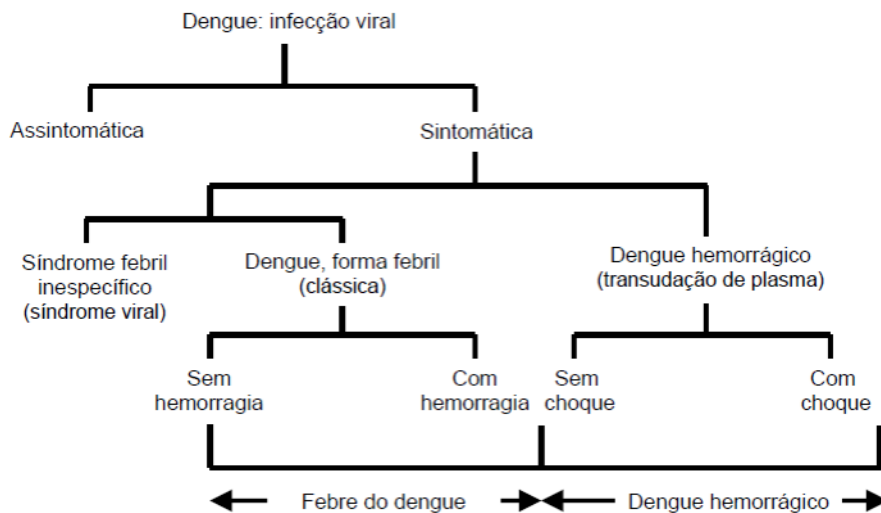 Dengue: infecção viral
Assintomática
Sintomática
Síndrome febril
inespecífico
(síndrome viral)
Dengue, forma febril
(clássica)
Dengue hemorrágico
(transudação de plasma)
Sem
hemorragia
Com
hemorragia
Sem
choque
Com
choque
Febre do dengue
Dengue hemorrágico